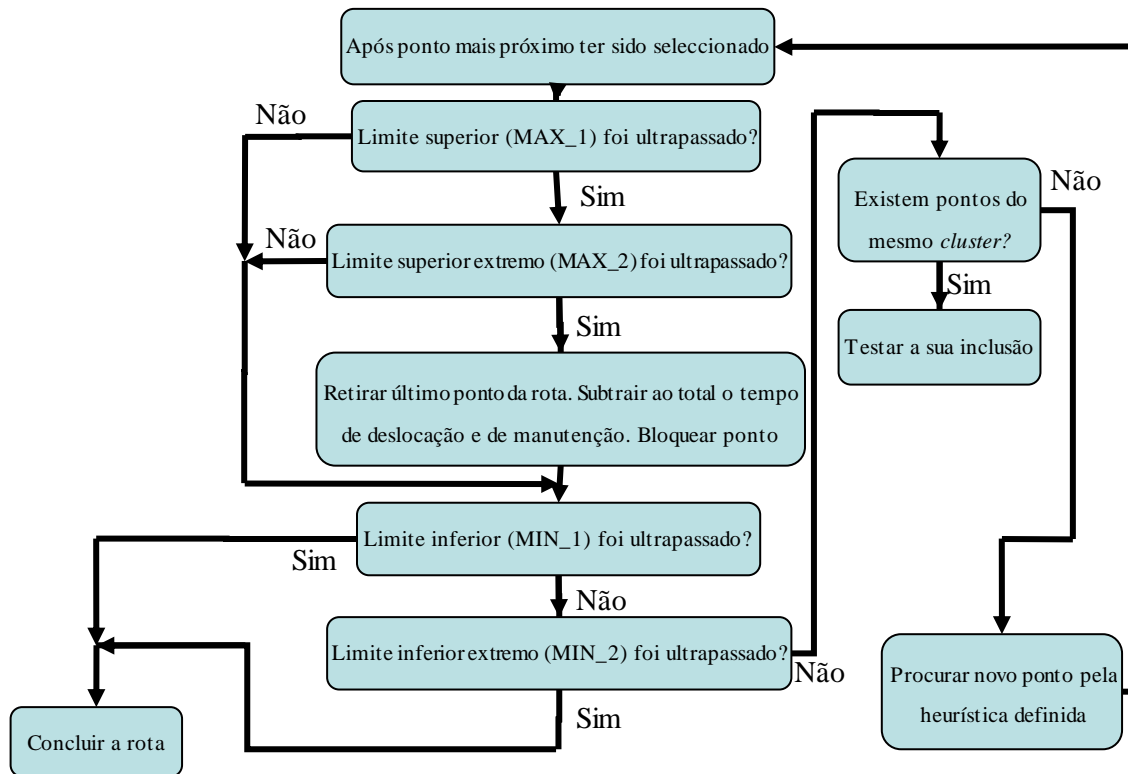 Após ponto mais próximo ter sido seleccionado
Não
Limite superior (MAX_1) foi ultrapassado?
Sim
Não
Limite superior extremo (MAX_2) foi ultrapassado?
Sim
Retirar último ponto da rota. Subtrair ao total o tempo
de deslocação e de manutenção. Bloquear ponto
Limite inferior (MIN_1) foi ultrapassado?
Sim
Não
Limite inferior extremo (MIN_2) foi ultrapassado?
Não
Sim
Concluir a rota
Existem pontos do
mesmo cluster?
Não
Sim
Testar a sua inclusão
Procurar novo ponto pela
heurística definida